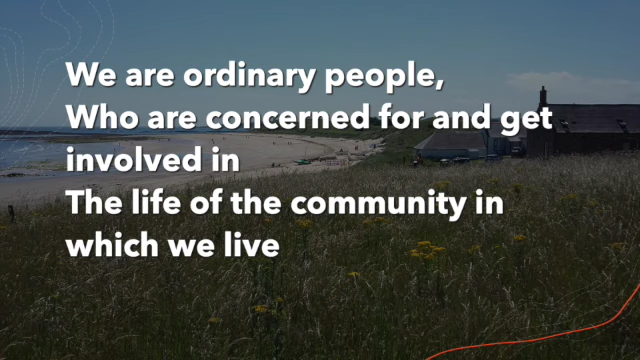 We are ordinary people,
Who are concerned for and get
involved in
The life of the community in
which we live